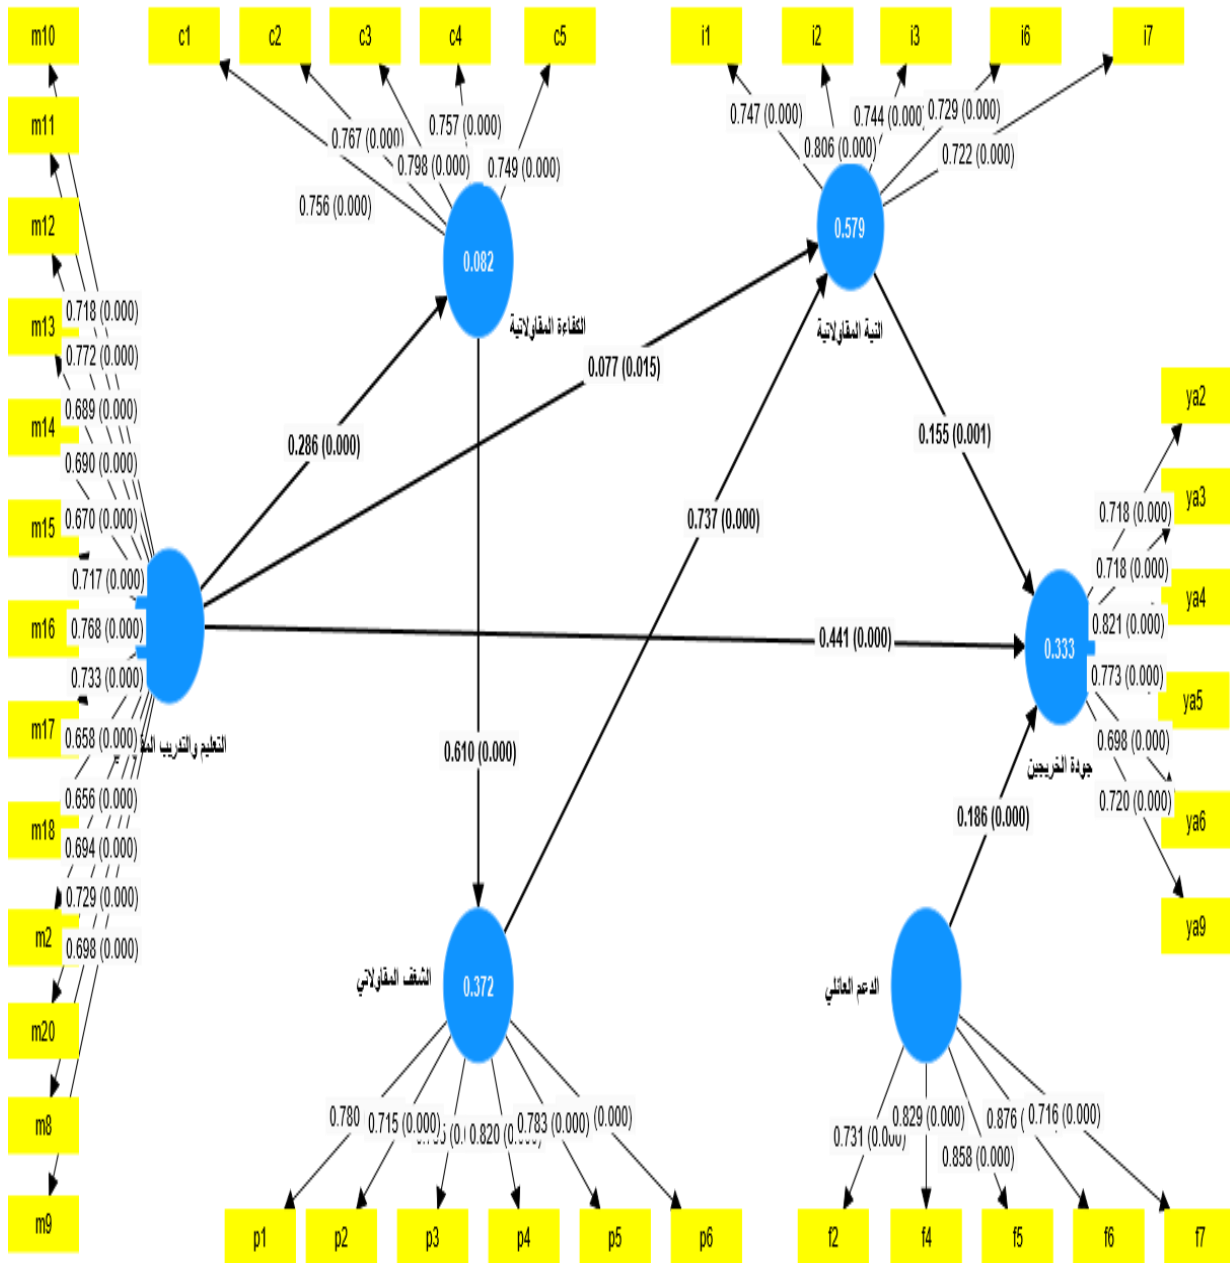 m10
c1
c2
c3
c4
c5
i1
i2
i3
i6
i7
m11
m12
m13
m14
m15
m16
m17
m18
m2
m20
m8
m9
0.756 (0.000)
0.767 (0.000)
0.798 (0.000)
0.757 (0.000)
0.749 (0.000)
0.747 (0.000)
0.806 (0.000)
0.744 (0.000)
0.729 (0.000)
0.722 (0.000)
0.082
الكفاءة المقاولاتية
0.579
النية المقاولاتية
0.718 (0.000)
0.772 (0.000)
0.689 (0.000)
0.690 (0.000)
0.670 (0.000)
0.717 (0.000)
0.768 (0.000)
0.733 (0.000)
0.658 (0.000)
0.656 (0.000)
0.694 (0.000)
0.729 (0.000)
0.698 (0.000)
التعليم والتدريب
0.286 (0.000)
0.077 (0.015)
0.155 (0.001)
0.737 (0.000)
0.441 (0.000)
0.610 (0.000)
0.186 (0.000)
0.333
جودة الخريجين
ya2
ya3
ya4
ya5
ya6
ya9
0.718 (0.000)
0.718 (0.000)
0.821 (0.000)
0.773 (0.000)
0.698 (0.000)
0.720 (0.000)
الشغف المقاولاتي
0.372
الدعم العائلي
0.780
0.715 (0.000)
0.820
0.783 (0.000)
(0.000)
0.731 (0.000)
0.829 (0.000)
0.858 (0.000)
0.876
0.716 (0.000)
p1
p2
p3
p4
p5
p6
f2
f4
f5
f6
f7